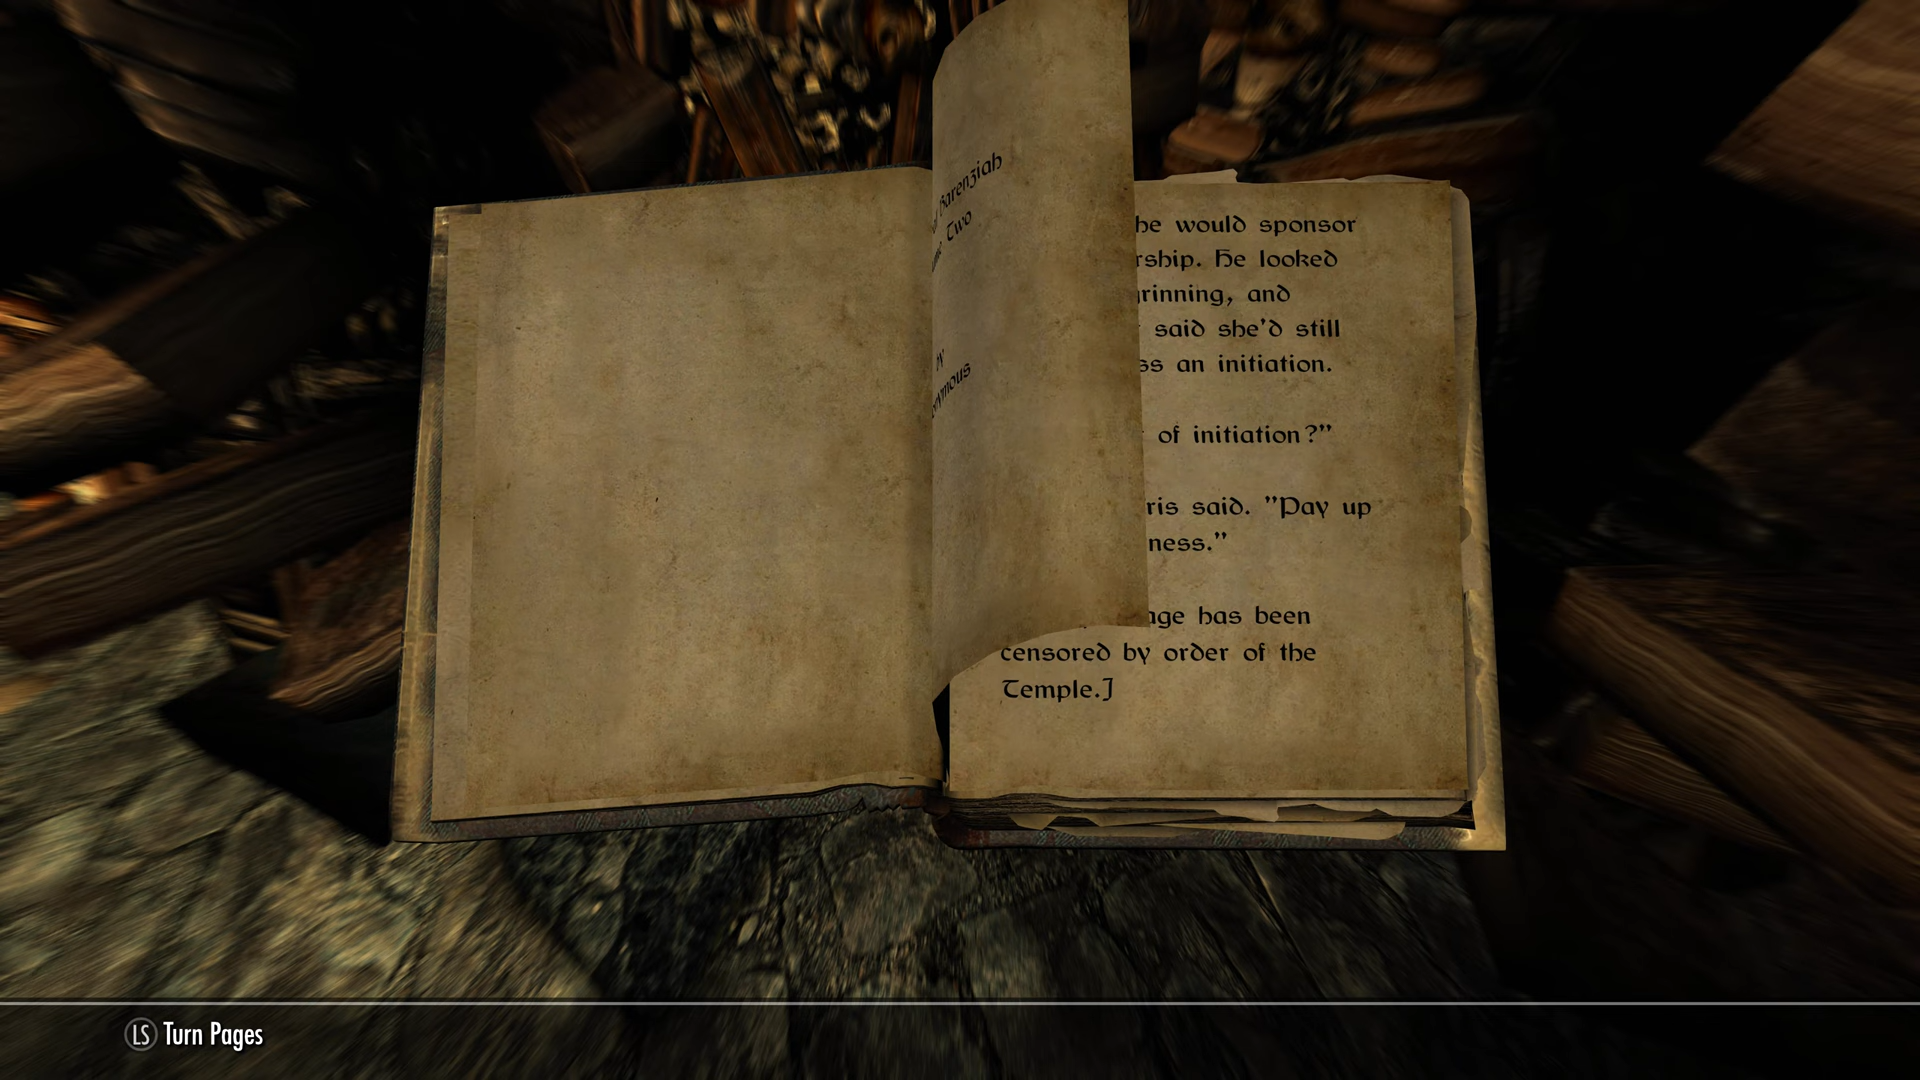 Barenziah
Two
by
he would sponsor
rship. He looked
grinning, and
said she'd still
ss an initiation.
of initiation?"
ris said. "Pay up
ness."
age has been
censored by order of the
Temple.]
LS Turn Pages